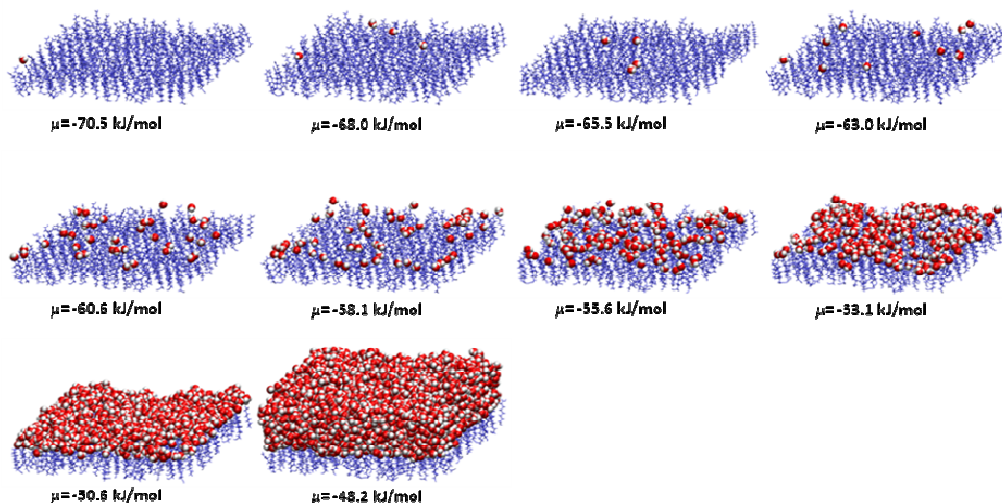 μ=-70.5 kJ/mol
μ=-68.0 kJ/mol
μ=-65.5 kJ/mol
μ=-63.0 kJ/mol
μ=-60.6 kJ/mol
μ=-58.1 kJ/mol
μ=-55.6 kJ/mol
μ=-53.1 kJ/mol
μ=-50.6 kJ/mol
μ=-48.2 kJ/mol